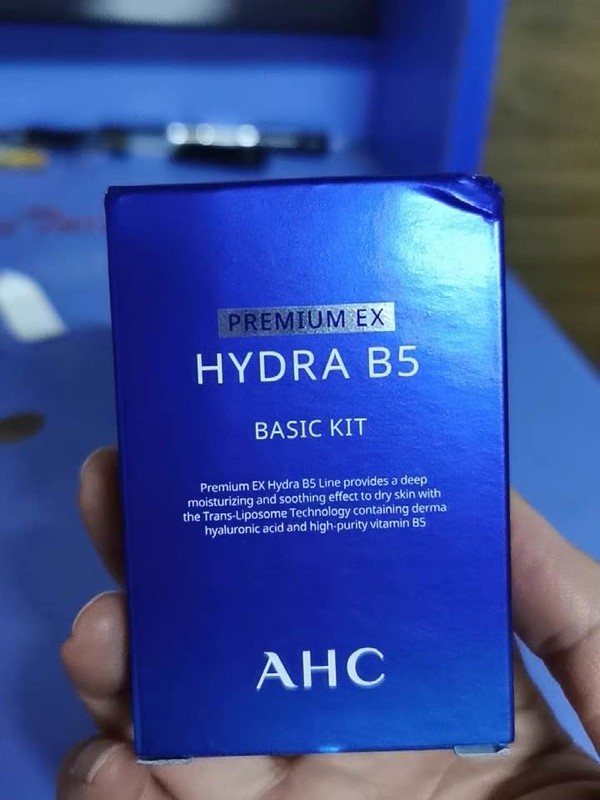 PREMIUM EX
HYDRA B5
BASIC KIT
Premium EX Hydra B5 Line provides a deep
moisturizing and soothing effect to dry skin with
the Trans-Liposome Technology containing derma
hyaluronic acid and high-purity vitamin B5
AHC